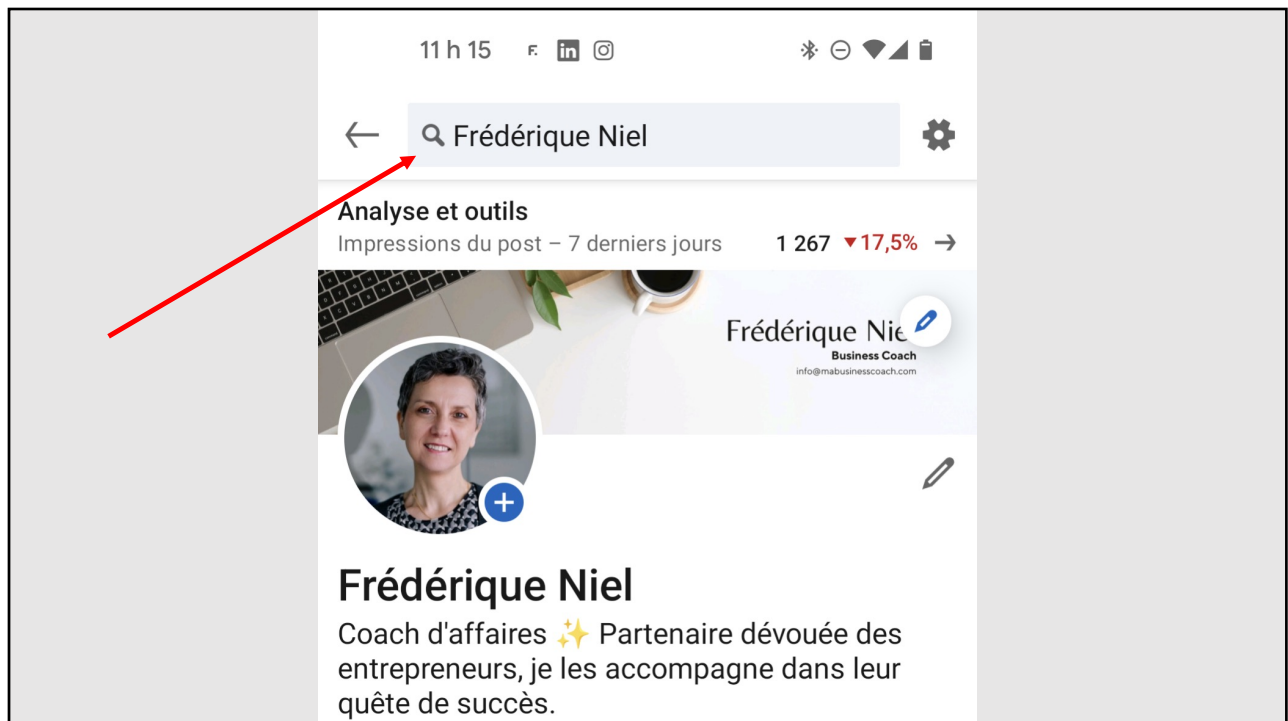 11 h 15 F. in
Frédérique Niel
Analyse et outils
Impressions du post – 7 derniers jours 1 267 ▼17,5% →
Frédérique Nie
Business Coach
info@mabusinesscoach.com
Frédérique Niel
Coach d'affaires ✨ Partenaire dévouée des
entrepreneurs, je les accompagne dans leur
quête de succès.